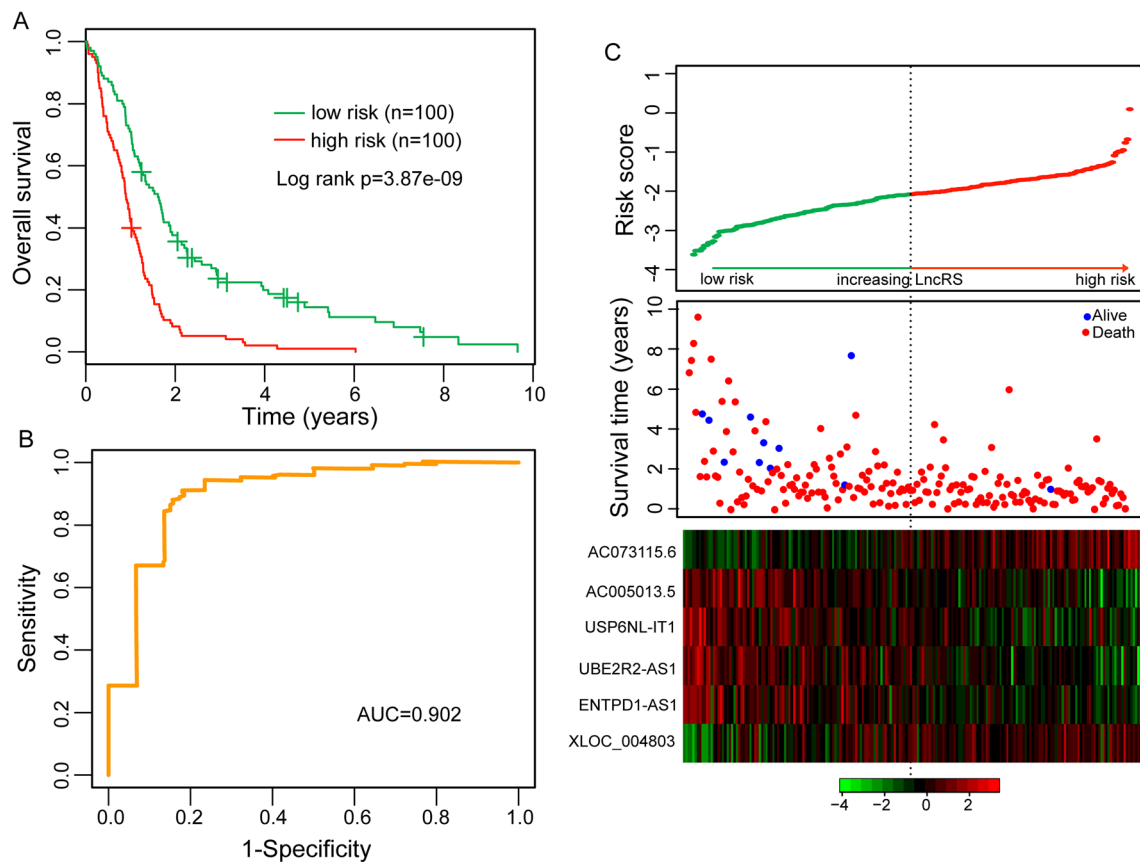 A
1.0
0.8
0.6
0.4
0.2
0.0
Overall survival
low risk (n=100)
high risk (n=100)
Log rank p=3.87e-09
0 2 4 6 8 10
Time (years)
B
1.0
0.8
0.6
0.4
0.2
0.0
Sensitivity
AUC=0.902
0.0 0.2 0.4 0.6 0.8 1.0
1-Specificity
C
1
0
-1
-2
-3
-4
Risk score
low risk increasing LncRS high risk
10
8
6
4
2
0
Survival time (years)
Alive
Death
AC073115.6
AC005013.5
USP6NL-IT1
UBE2R2-AS1
ENTPD1-AS1
XLOC_004803
−4 −2 0 2